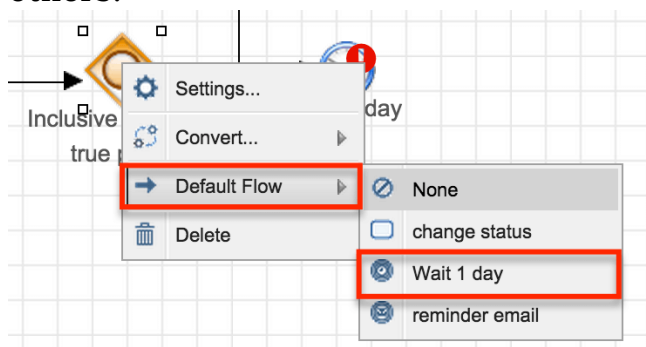 others.
Settings...
Inclusive
day
Convert...
true
Default Flow
None
change status
Delete
Wait 1 day
reminder email